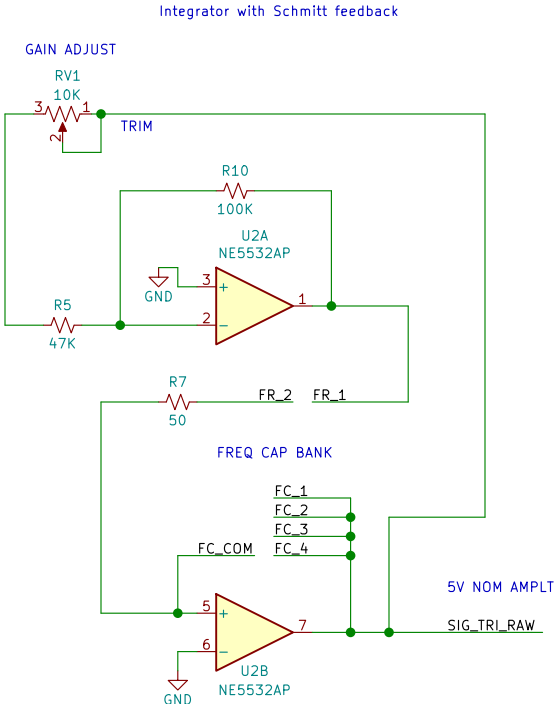 Integrator with Schmitt feedback
GAIN ADJUST
RV1
10K
3 1
2
TRIM
R10
100K
U2A
NE5532AP
3 +
GND
1
R5
47K
2 −
R7
50
FR_2 FR_1
FREQ CAP BANK
FC_1
FC_2
FC_3
FC_COM FC_4
5V NOM AMPLT
5 +
7
SIG_TRI_RAW
6 −
U2B
NE5532AP
GND